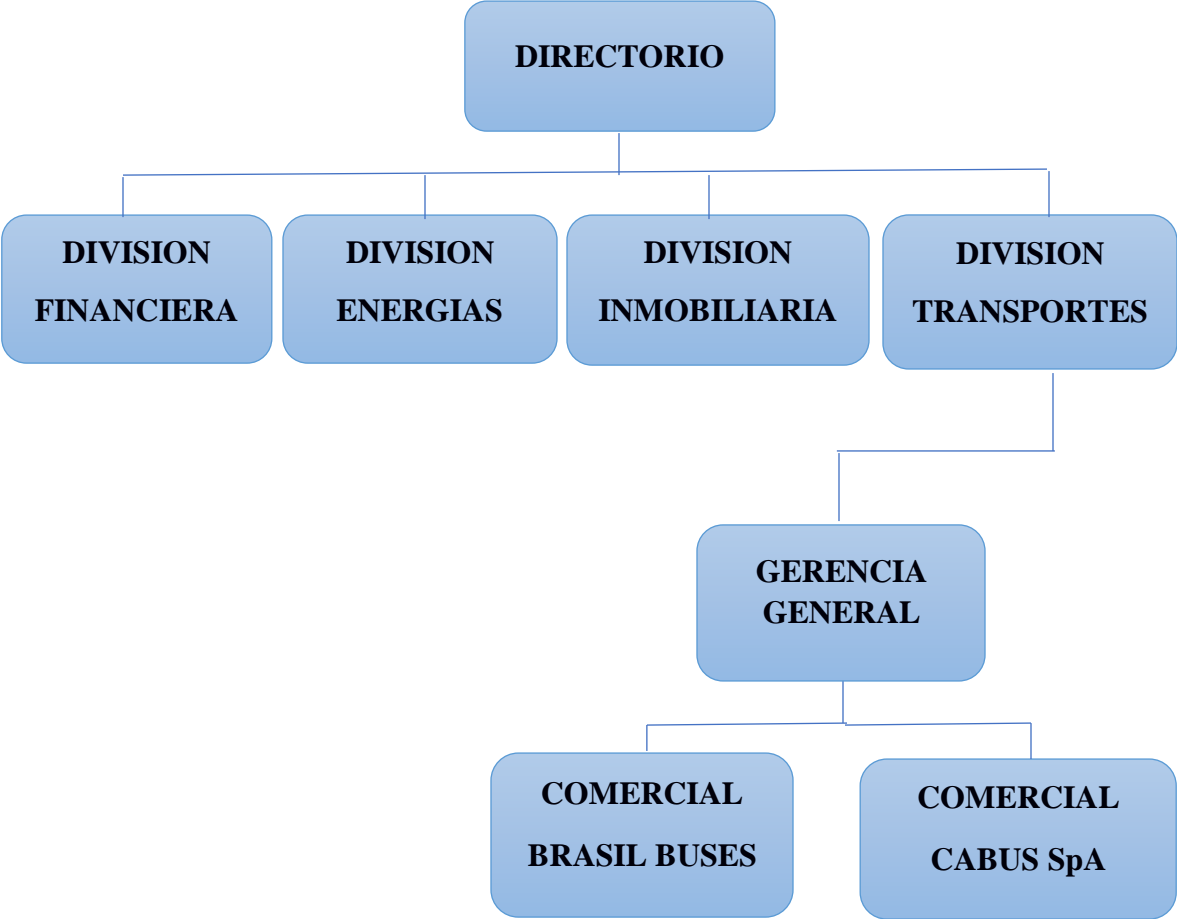 DIRECTORIO
DIVISION
FINANCIERA
DIVISION
ENERGIAS
DIVISION
INMOBILIARIA
DIVISION
TRANSPORTES
GERENCIA
GENERAL
COMERCIAL
BRASIL BUSES
COMERCIAL
CABUS SpA